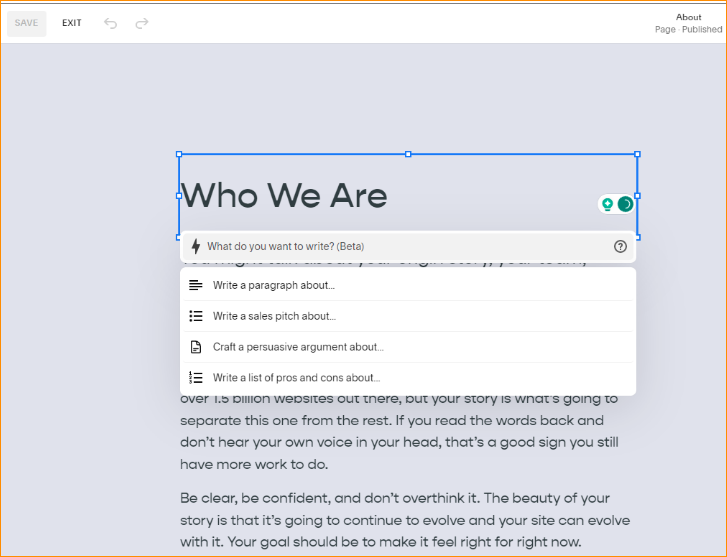 SAVE EXIT About
Page · Published
Who We Are
What do you want to write? (Beta)
Write a paragraph about...
Write a sales pitch about...
Craft a persuasive argument about...
Write a list of pros and cons about...
over 1.5 billion websites out there, but your story is what's going to
separate this one from the rest. If you read the words back and
don't hear your own voice in your head, that's a good sign you still
have more work to do.
Be clear, be confident, and don't overthink it. The beauty of your
story is that it's going to continue to evolve and your site can evolve
with it. Your goal should be to make it feel right for right now.